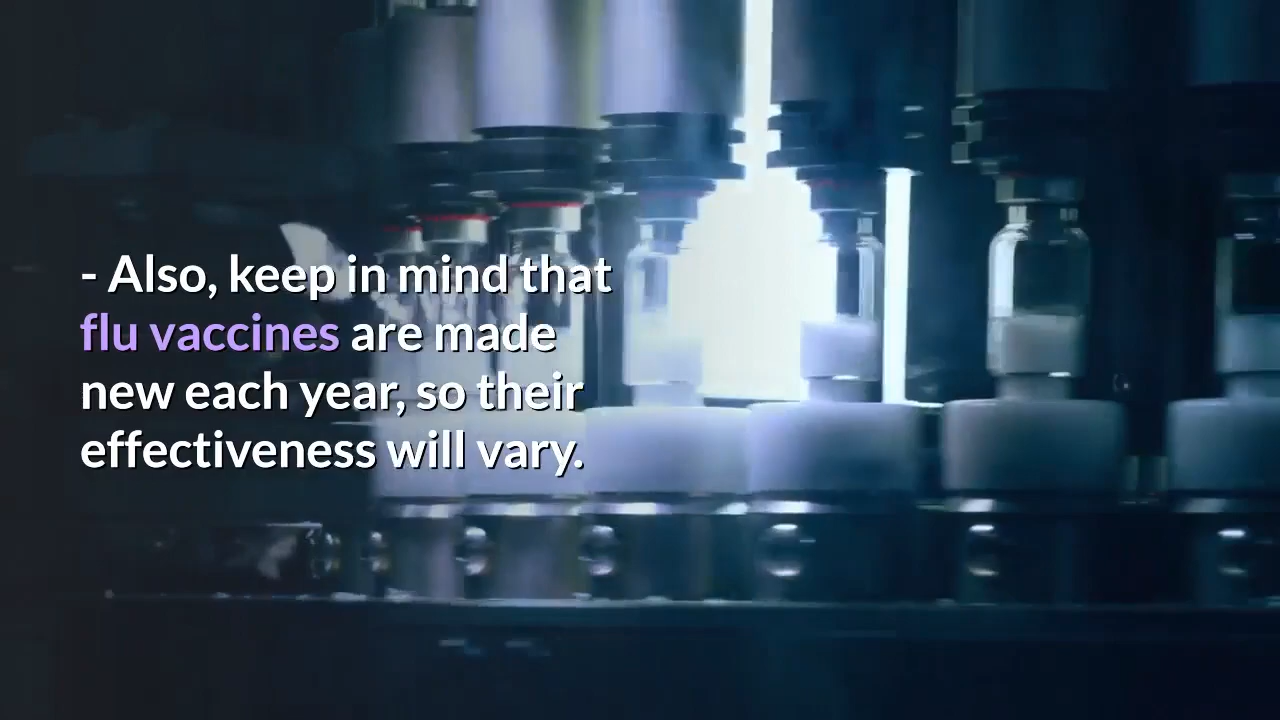 - Also, keep in mind that
flu vaccines are made
new each year, so their
effectiveness will vary.